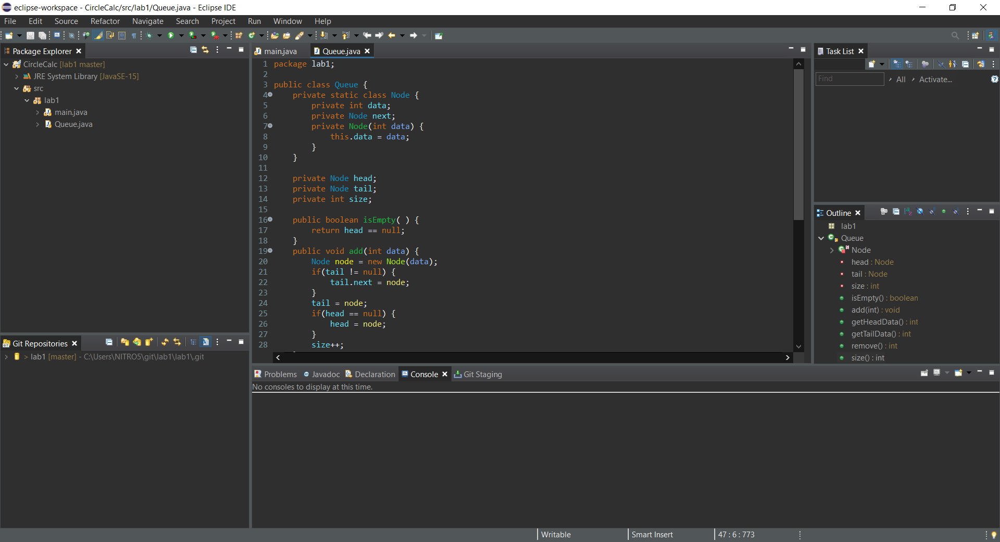 eclipse-workspace - CircleCalc/src/lab1/Queue.java - Eclipse IDE
File Edit Source Refactor Navigate Search Project Run Window Help
Package Explorer
CircleCalc [lab1 master]
JRE System Library [JavaSE-15]
src
lab1
main.java
Queue.java
Git Repositories
> lab1 [master] - C:\Users\NITRO5\git\lab1\lab1\.git
main.java Queue.java
1 package lab1;
2
3 public class Queue {
4 private static class Node {
5 private int data;
6 private Node next;
7 private Node(int data) {
8 this.data = data;
9 }
10 }
11
12 private Node head;
13 private Node tail;
14 private int size;
15
16 public boolean isEmpty( ) {
17 return head == null;
18 }
19 public void add(int data) {
20 Node node = new Node(data);
21 if(tail != null) {
22 tail.next = node;
23 }
24 tail = node;
25 if(head == null) {
26 head = node;
27 }
28 size++;
Problems Javadoc Declaration Console Git Staging
No consoles to display at this time.
Task List
Find All Activate...
Outline
lab1
Queue
Node
head : Node
tail : Node
size : int
isEmpty() : boolean
add(int) : void
getHeadData() : int
getTailData() : int
remove() : int
size() : int
Writable Smart Insert 47 : 6 : 773